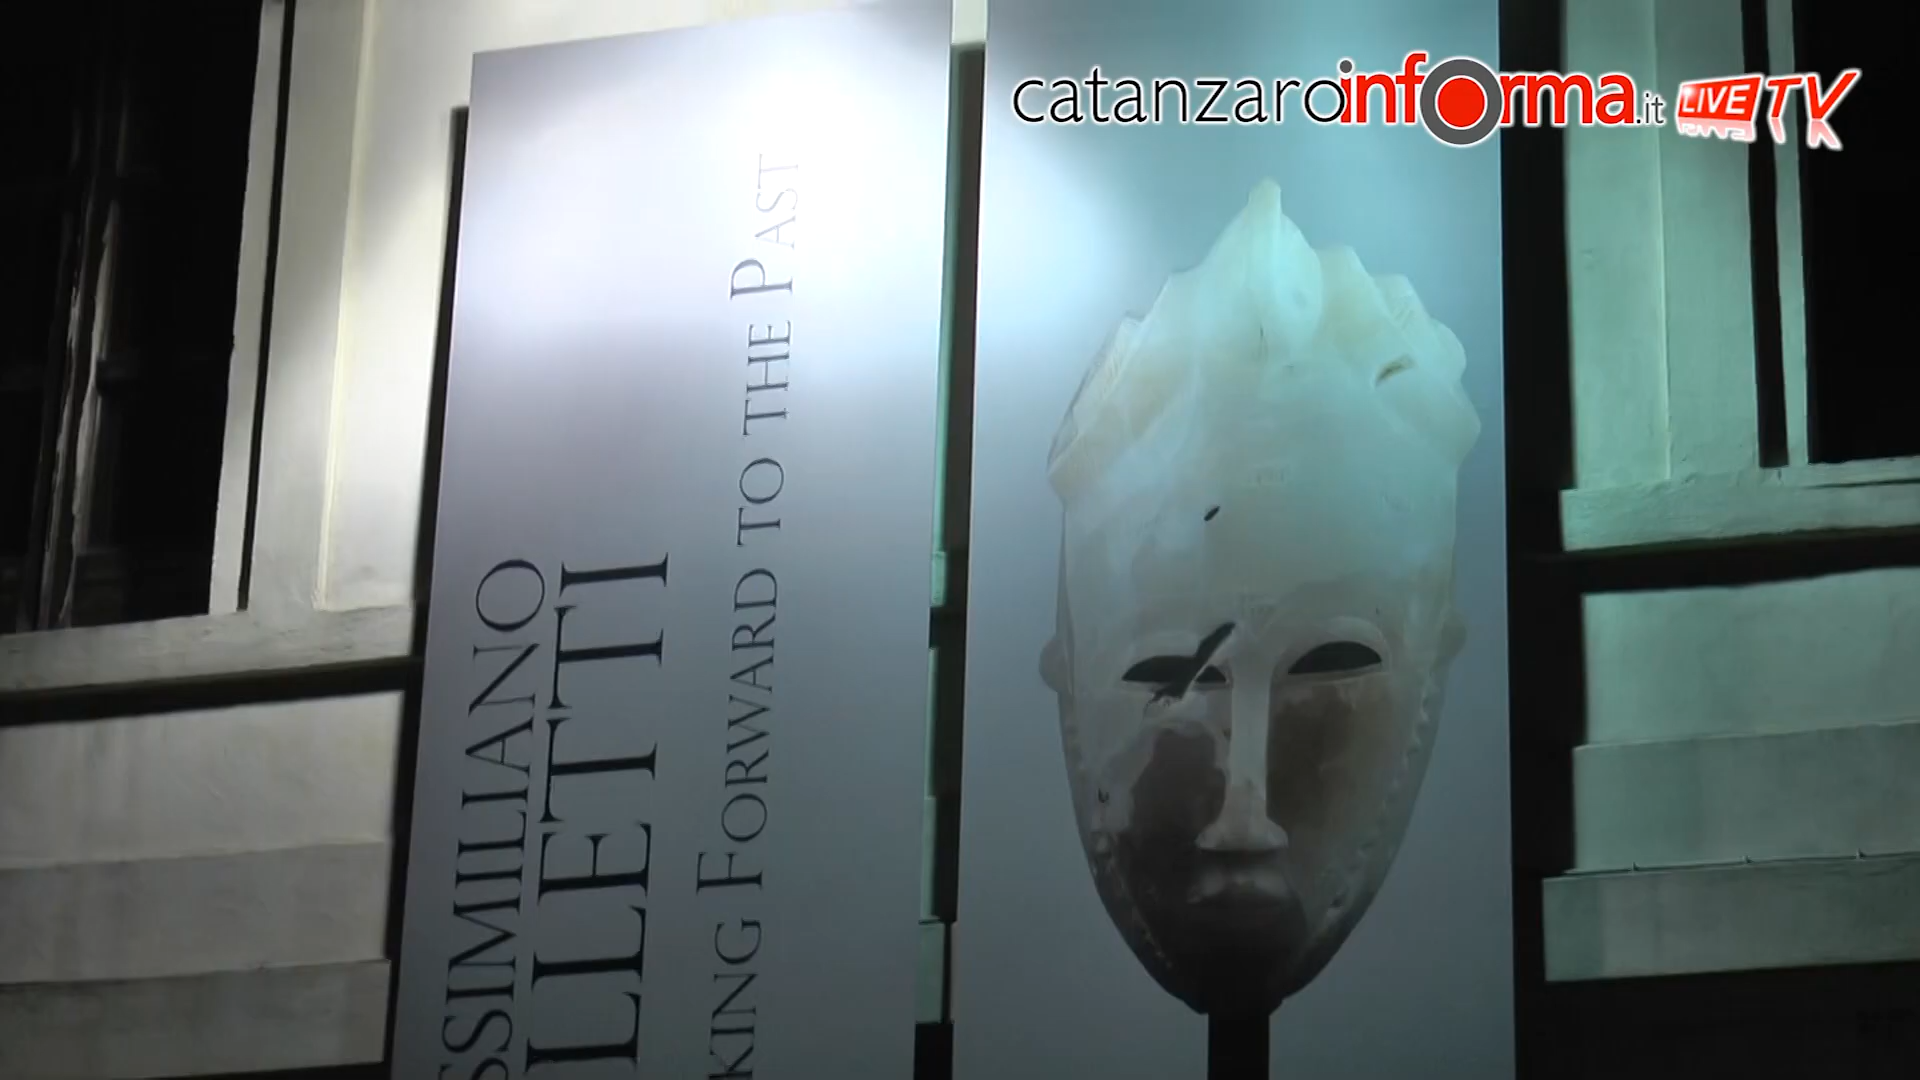 catanzaroinforma.it LIVE TV
SSIMILIANO
LLETTI
KING FORWARD TO THE PAST